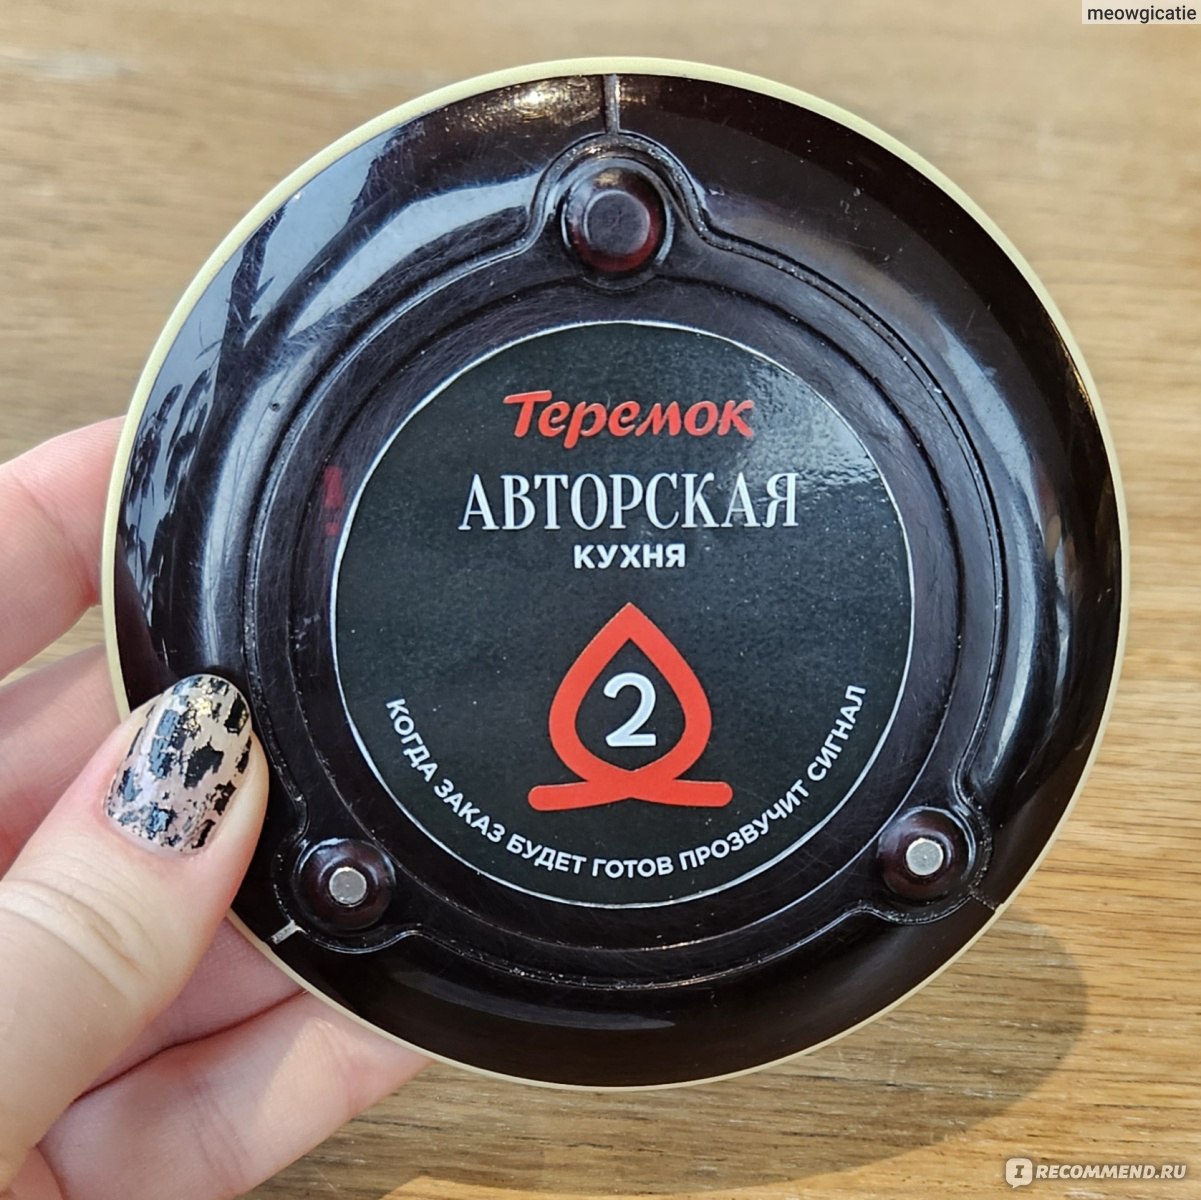 meowgicatie
Теремок
АВТОРСКАЯ
КУХНЯ
2
КОГДА ЗАКАЗ БУДЕТ ГОТОВ ПРОЗВУЧИТ СИГНАЛ
I RECOMMEND.RU